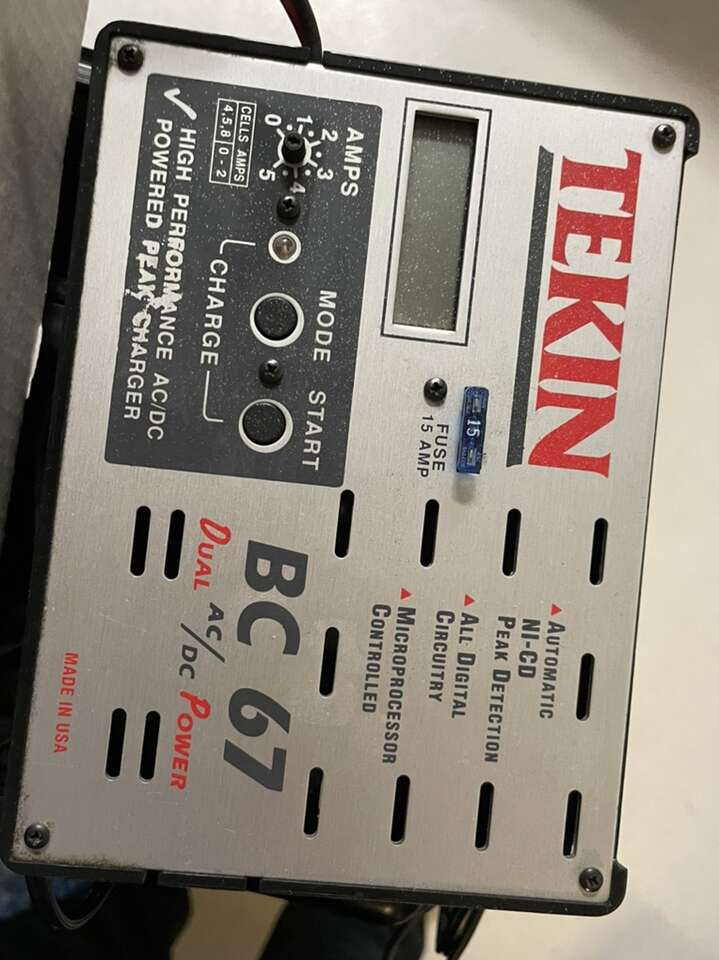 TEKIN
AUTOMATIC
NI-CD
PEAK DETECTION
ALL DIGITAL
CIRCUITRY
MICROPROCESSOR
CONTROLLED
15
FUSE
15 AMP
AMPS
0 1 2 3 4 5
CELLS AMPS
4,5,8 0-2
MODE START
CHARGE
✓ HIGH PERFORMANCE AC/DC
POWERED PEAK CHARGER
BC 67
DUAL AC/DC POWER
MADE IN USA